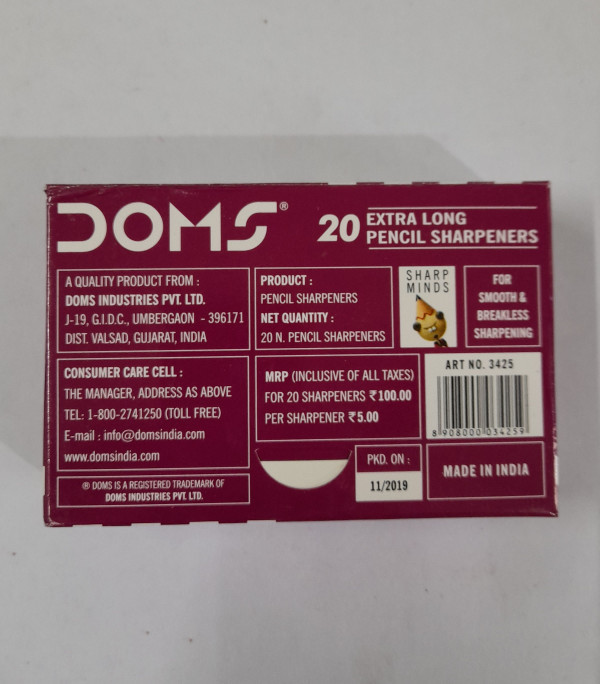 DOMS®
20 EXTRA LONG
PENCIL SHARPENERS
A QUALITY PRODUCT FROM :
DOMS INDUSTRIES PVT. LTD.
J-19, G.I.D.C., UMBERGAON - 396171
DIST. VALSAD, GUJARAT, INDIA
PRODUCT :
PENCIL SHARPENERS
NET QUANTITY :
20 N. PENCIL SHARPENERS
SHARP
MINDS
FOR
SMOOTH &
BREAKLESS
SHARPENING
CONSUMER CARE CELL :
THE MANAGER, ADDRESS AS ABOVE
TEL: 1-800-2741250 (TOLL FREE)
E-mail : info@domsindia.com
www.domsindia.com
MRP (INCLUSIVE OF ALL TAXES)
FOR 20 SHARPENERS ₹100.00
PER SHARPENER ₹5.00
ART NO. 3425
8 908000 034259
® DOMS IS A REGISTERED TRADEMARK OF
DOMS INDUSTRIES PVT. LTD.
PKD. ON :
11/2019
MADE IN INDIA